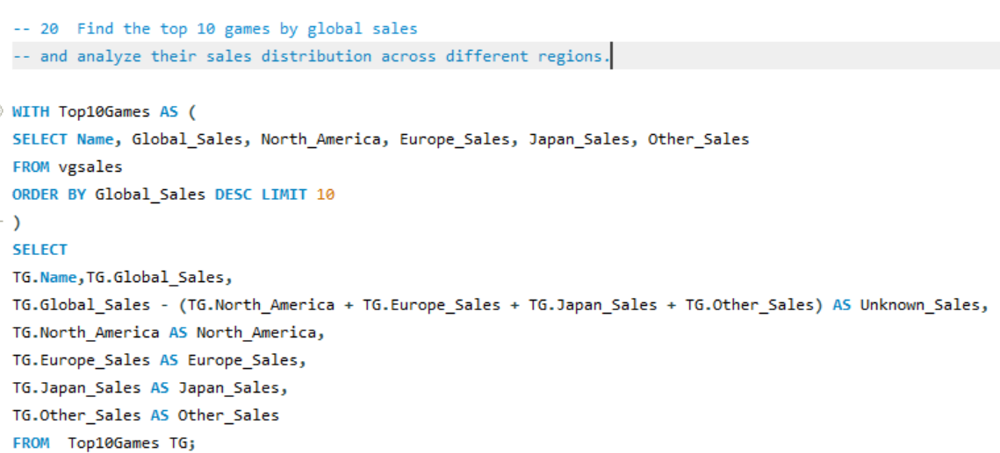 -- 20  Find the top 10 games by global sales
-- and analyze their sales distribution across different regions.
WITH Top10Games AS (
SELECT Name, Global_Sales, North_America, Europe_Sales, Japan_Sales, Other_Sales
FROM vgsales
ORDER BY Global_Sales DESC LIMIT 10
)
SELECT
TG.Name,TG.Global_Sales,
TG.Global_Sales - (TG.North_America + TG.Europe_Sales + TG.Japan_Sales + TG.Other_Sales) AS Unknown_Sales,
TG.North_America AS North_America,
TG.Europe_Sales AS Europe_Sales,
TG.Japan_Sales AS Japan_Sales,
TG.Other_Sales AS Other_Sales
FROM  Top10Games TG;